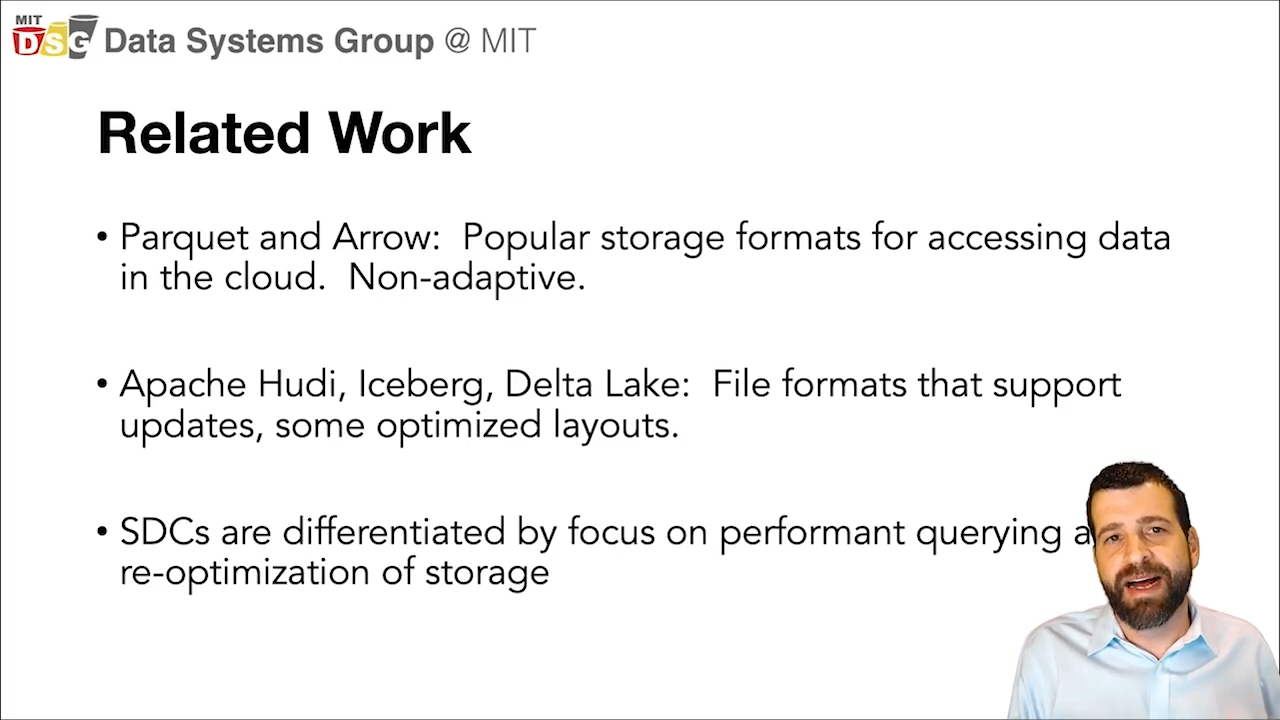 MIT
DSG Data Systems Group @ MIT
Related Work
• Parquet and Arrow: Popular storage formats for accessing data
in the cloud. Non-adaptive.
• Apache Hudi, Iceberg, Delta Lake: File formats that support
updates, some optimized layouts.
• SDCs are differentiated by focus on performant querying
re-optimization of storage